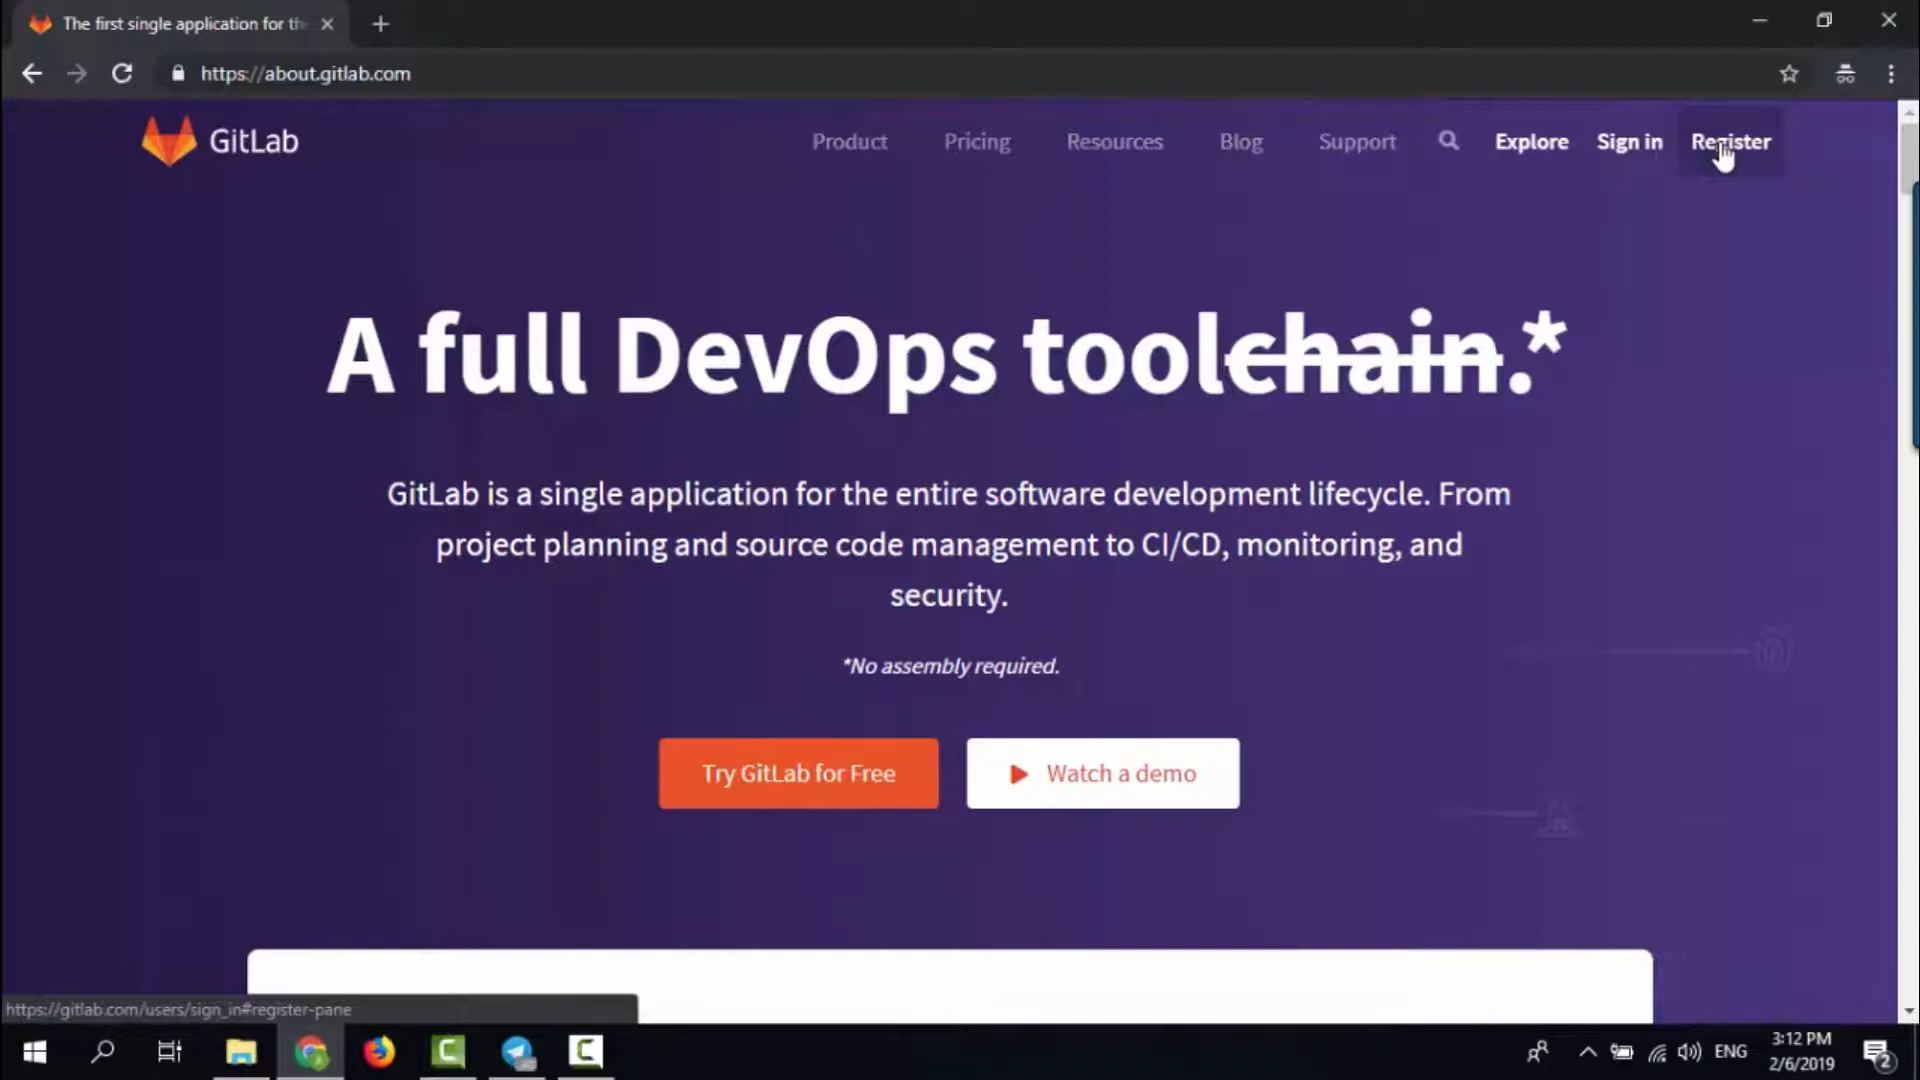 The first single application for th
https://about.gitlab.com
GitLab
Product
Pricing
Resources
Blog
Support
Explore
Sign in
Register
A full DevOps toolchain.*
GitLab is a single application for the entire software development lifecycle. From
project planning and source code management to CI/CD, monitoring, and
security.
*No assembly required.
Try GitLab for Free
Watch a demo
https://gitlab.com/users/sign_in#register-pane
ENG
3:12 PM
2/6/2019
2